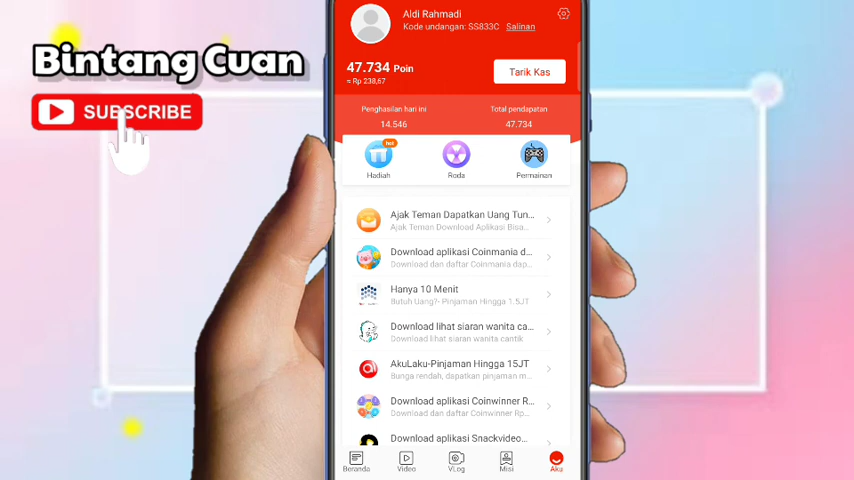 Bintang Cuan
SUBSCRIBE
Aldi Rahmadi
Kode undangan: SS833C Salinan
47.734 Poin
≈ Rp 238,67
Tarik Kas
Penghasilan hari ini
14.546
Total pendapatan
47.734
hot
Hadiah
Roda
Permainan
Ajak Teman Dapatkan Uang Tun...
Ajak Teman Download Aplikasi Bisa...
Download aplikasi Coinmania d...
Download dan daftar Coinmania dap...
Hanya 10 Menit
Butuh Uang?- Pinjaman Hingga 1.5JT
Download lihat siaran wanita ca...
Download lihat siaran wanita cantik
AkuLaku-Pinjaman Hingga 15JT
Bunga rendah, dapatkan pinjaman m...
Download aplikasi Coinwinner R...
Download dan daftar Coinwinner Rp...
Download aplikasi Snackvideo...
Beranda
Video
VLog
Misi
Aku